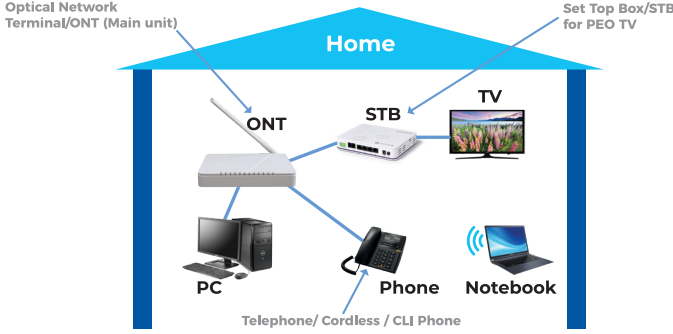 Optical Network
Terminal/ONT (Main unit)
Set Top Box/STB
for PEO TV
Home
ONT
STB
TV
PC
Phone
Notebook
Telephone/ Cordless / CLI Phone